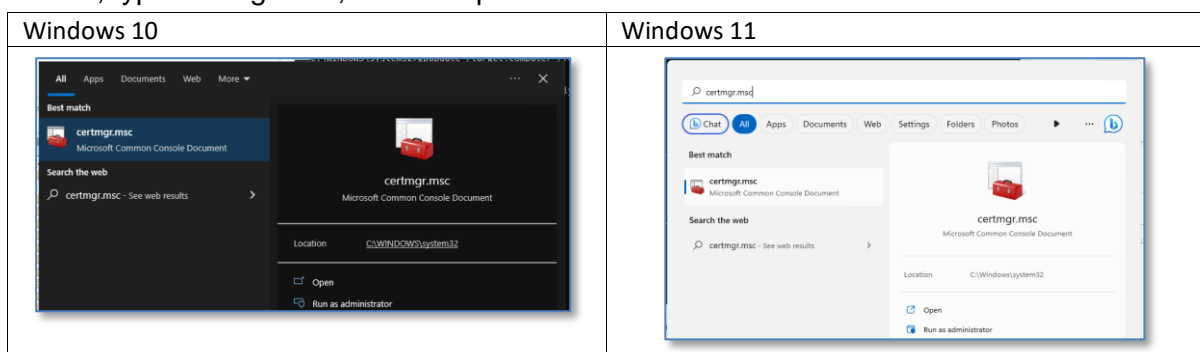 Windows 10
All Apps Documents Web More
Best match
certmgr.msc
Microsoft Common Console Document
Search the web
certmgr.msc - See web results
certmgr.msc
Microsoft Common Console Document
Location C:\WINDOWS\system32
Open
Run as administrator
Windows 11
certmgr.msc
Chat All Apps Documents Web Settings Folders Photos
Best match
certmgr.msc
Microsoft Common Console Document
Search the web
certmgr.msc - See web results
certmgr.msc
Microsoft Common Console Document
Location C:\Windows\system32
Open
Run as administrator